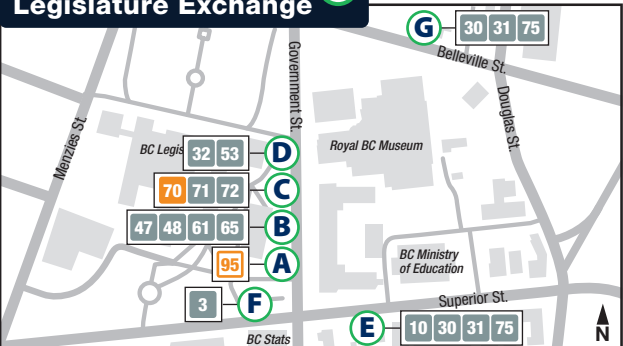 Legislature Exchange
G 30 31 75
Belleville St.
Government St.
Douglas St.
Menzies St.
BC Legis 32 53 D
Royal BC Museum
70 71 72 C
47 48 61 65 B
95 A
BC Ministry
of Education
3 F
Superior St.
E 10 30 31 75
BC Stats
N